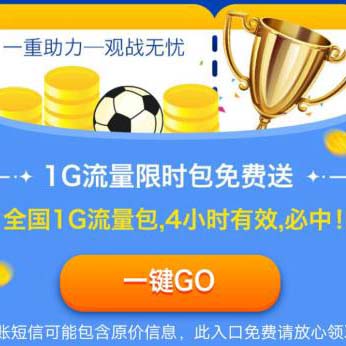 一重助力—观战无忧
1G流量限时包免费送
全国1G流量包,4小时有效,必中！
一键GO
账短信可能包含原价信息，此入口免费请放心领